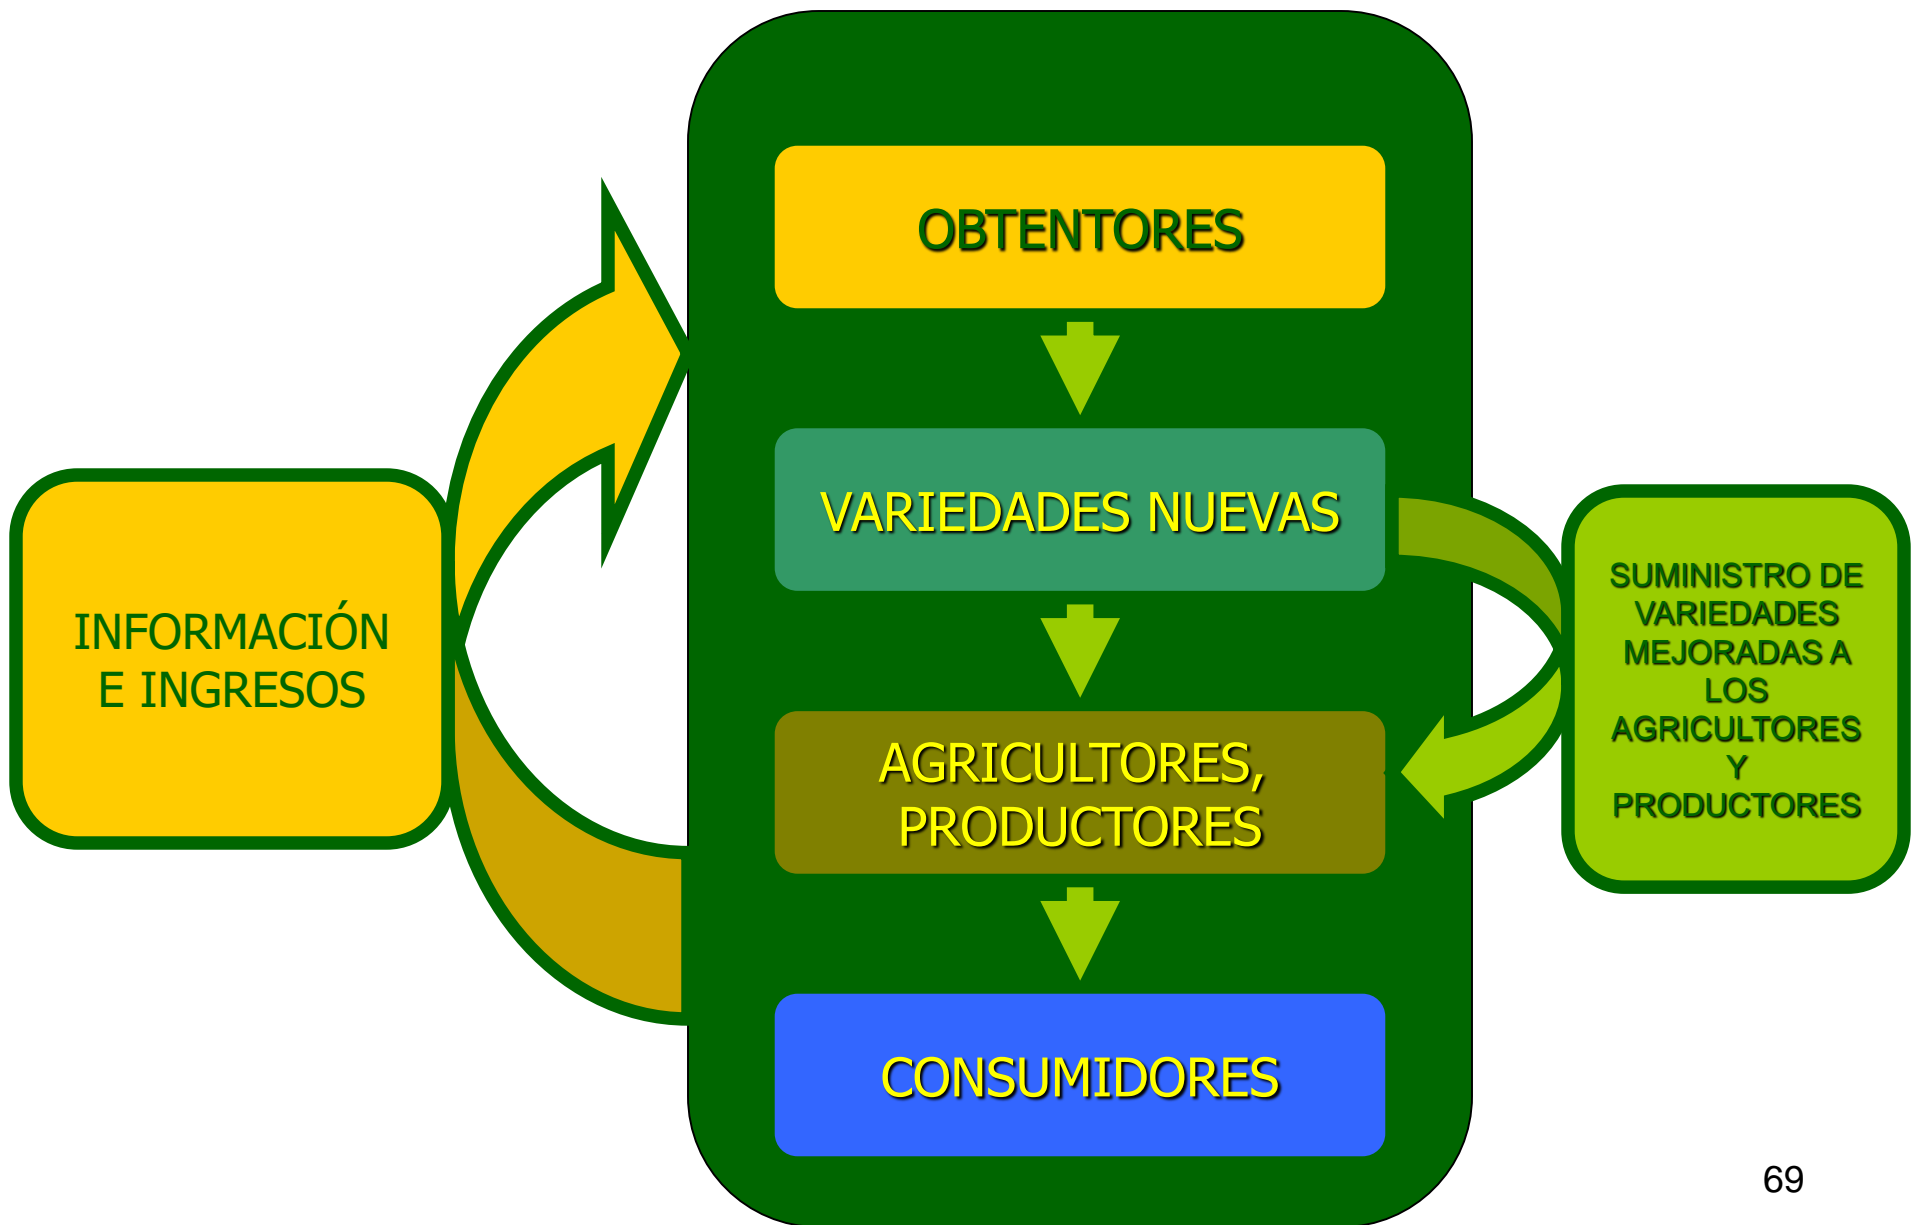 OBTENTORES
VARIEDADES NUEVAS
AGRICULTORES,
PRODUCTORES
CONSUMIDORES
INFORMACIÓN
E INGRESOS
SUMINISTRO DE
VARIEDADES
MEJORADAS A
LOS
AGRICULTORES
Y
PRODUCTORES
69